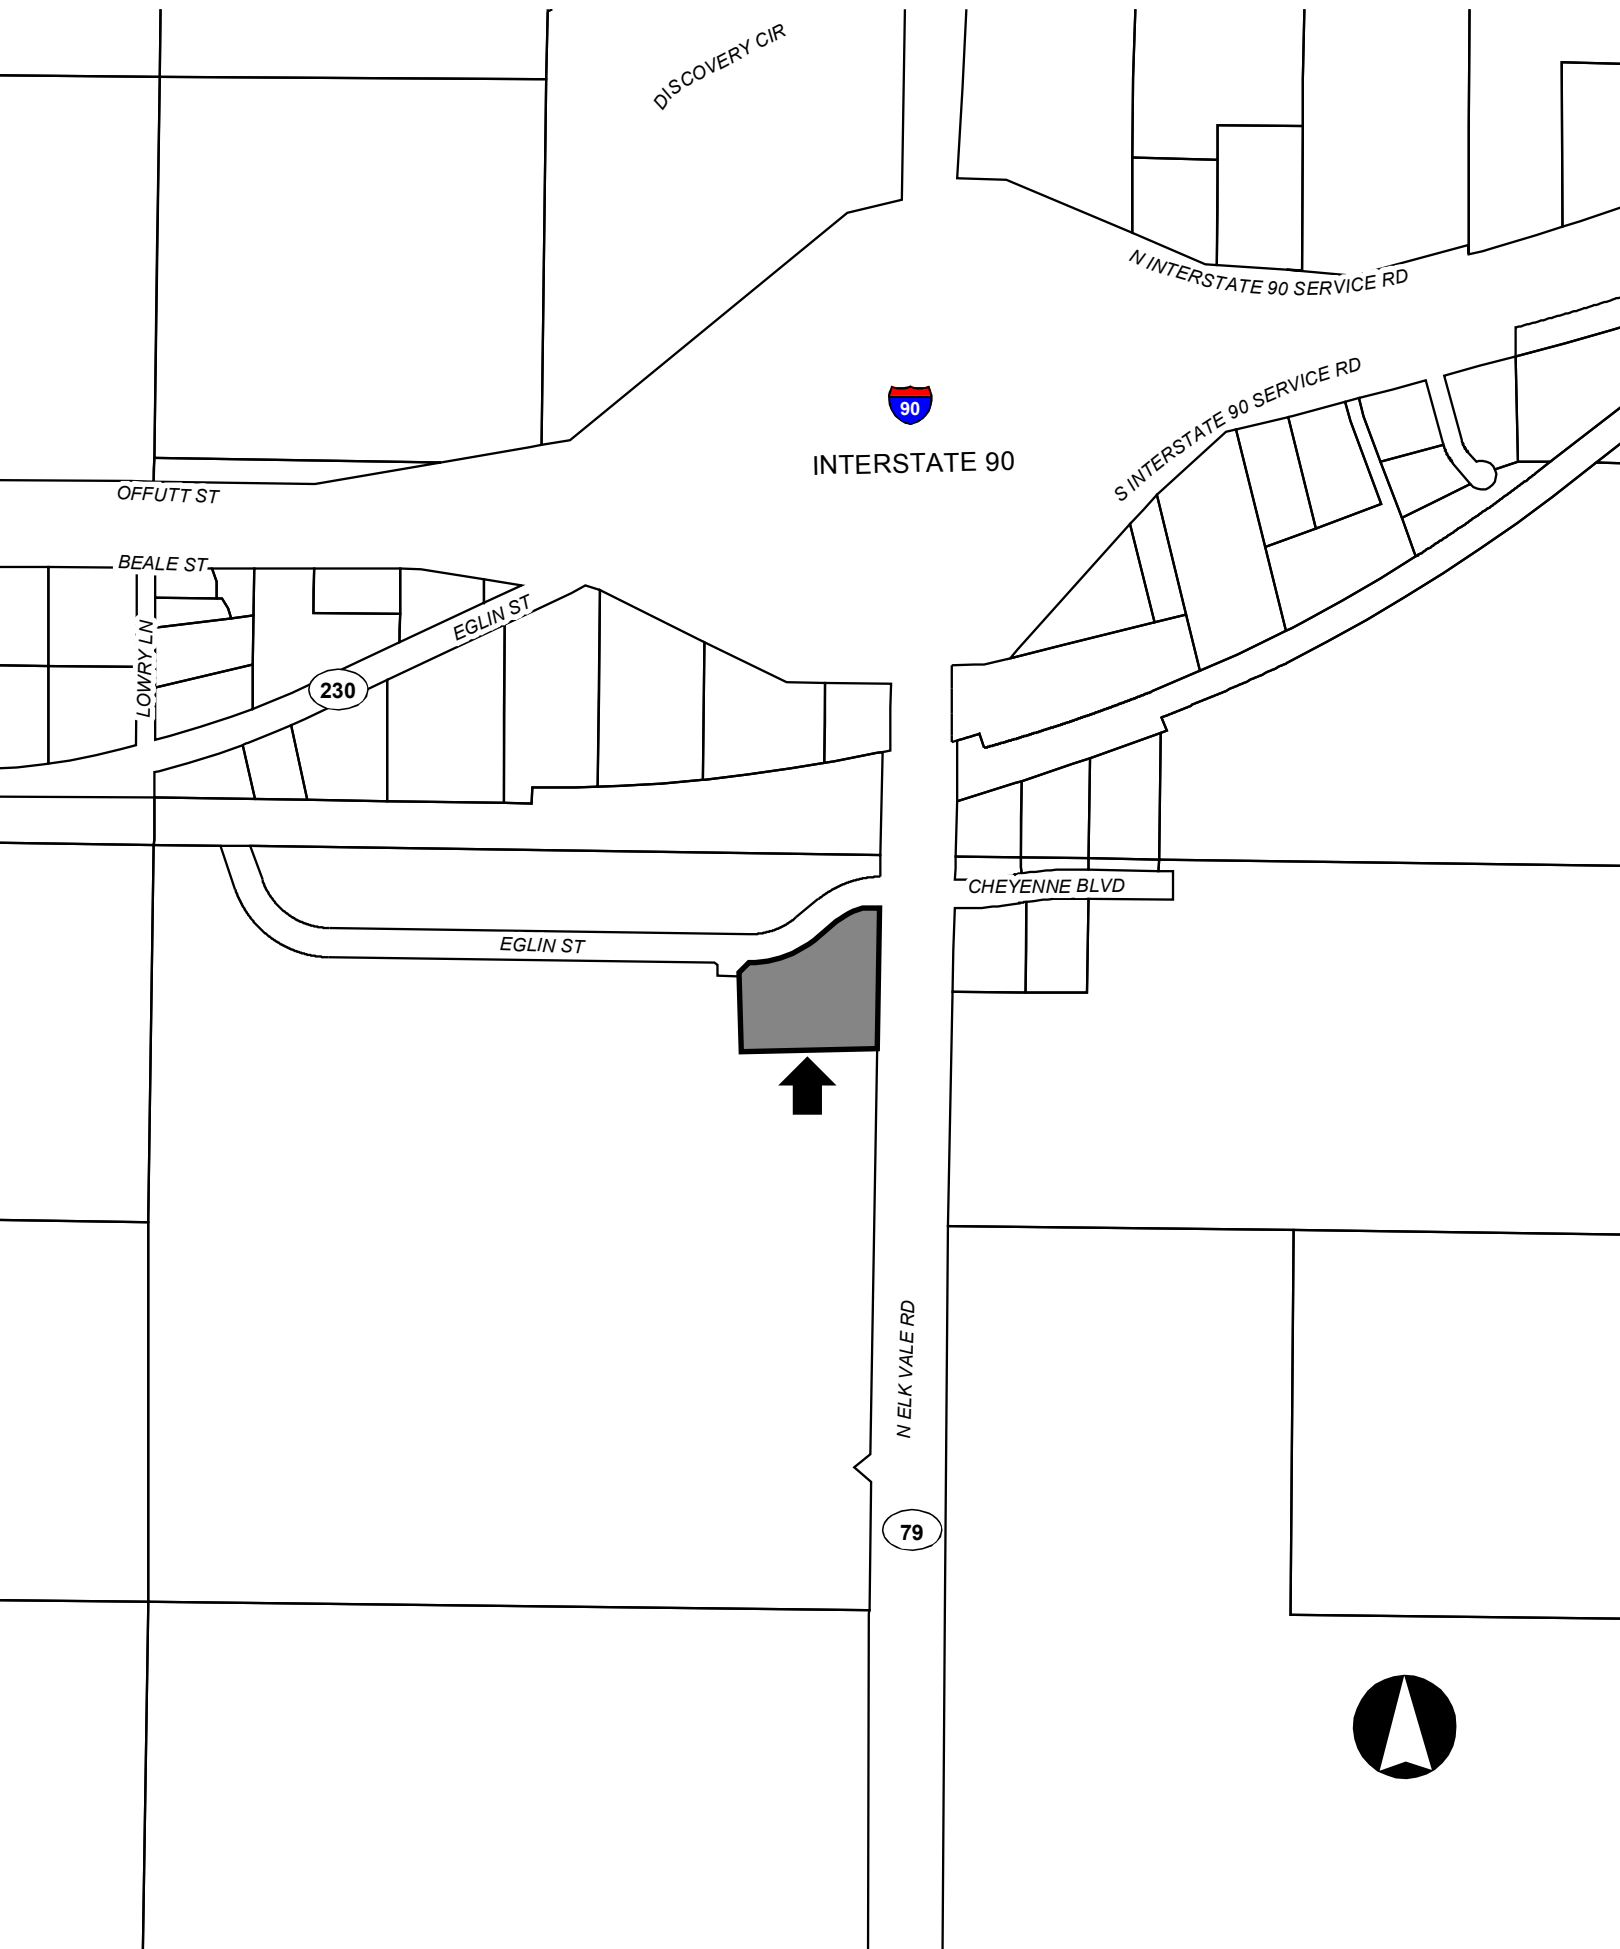 DISCOVERY CIR
N INTERSTATE 90 SERVICE RD
S INTERSTATE 90 SERVICE RD
90
INTERSTATE 90
OFFUTT ST
BEALE ST
EGLIN ST
LOWRY LN
230
CHEYENNE BLVD
EGLIN ST
N ELK VALE RD
79